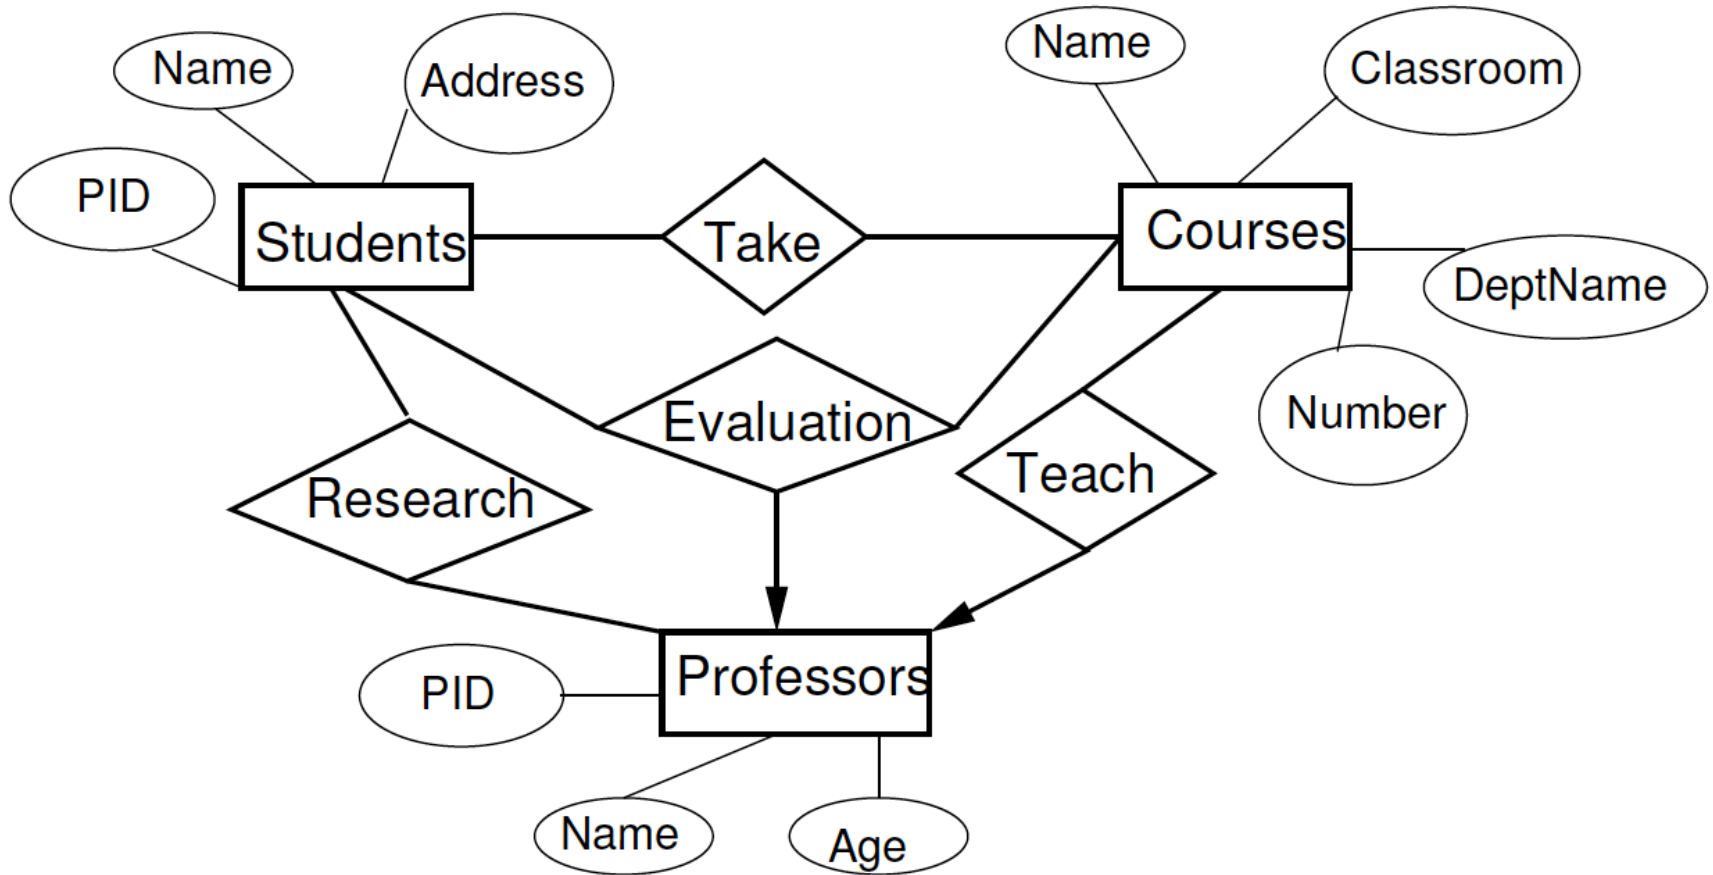 Name
Address
Name
Classroom
PID
Students
Take
Courses
DeptName
Number
Evaluation
Teach
Research
PID
Professors
Name
Age